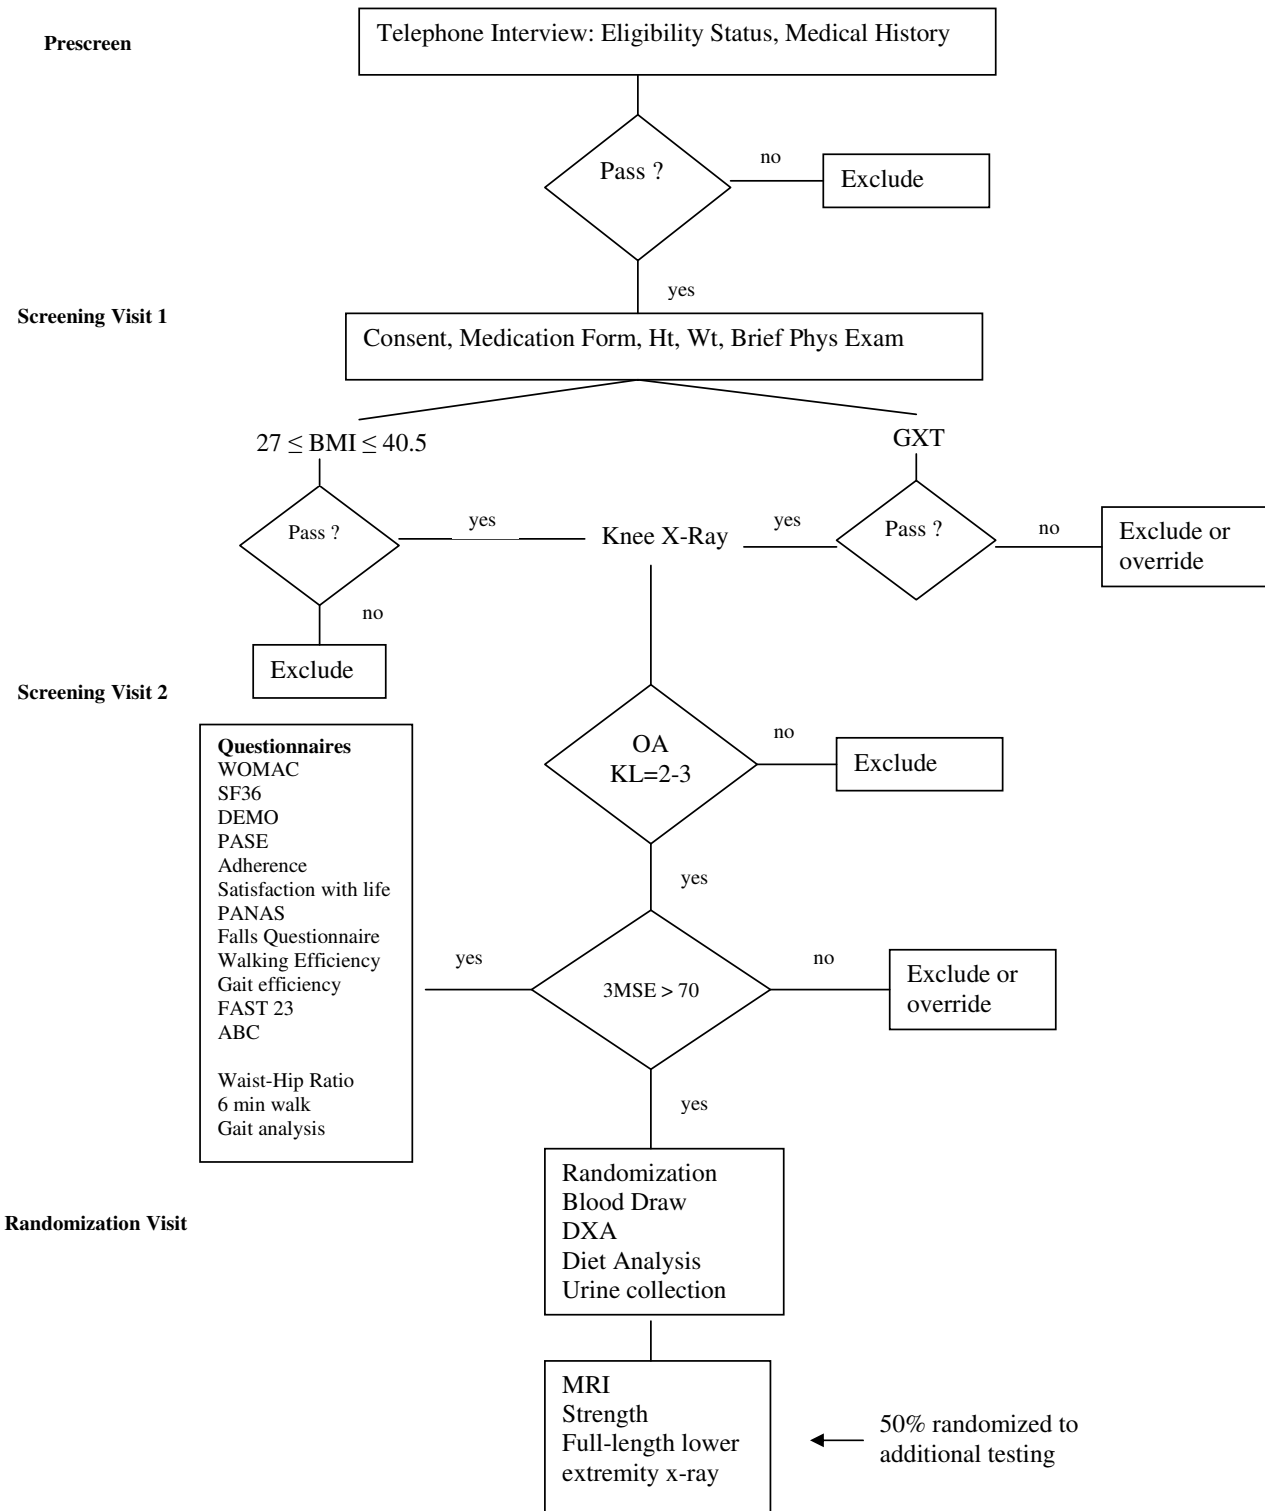 Prescreen
Telephone Interview: Eligibility Status, Medical History
Pass ?
no
Exclude
yes
Screening Visit 1
Consent, Medication Form, Ht, Wt, Brief Phys Exam
27 ≤ BMI ≤ 40.5
GXT
Pass ?
yes
Knee X-Ray
yes
Pass ?
no
Exclude or
override
no
Exclude
Screening Visit 2
OA
KL=2-3
no
Exclude
yes
Questionnaires
WOMAC
SF36
DEMO
PASE
Adherence
Satisfaction with life
PANAS
Falls Questionnaire
Walking Efficiency
Gait efficiency
FAST 23
ABC
Waist-Hip Ratio
6 min walk
Gait analysis
yes
3MSE > 70
no
Exclude or
override
yes
Randomization Visit
Randomization
Blood Draw
DXA
Diet Analysis
Urine collection
MRI
Strength
Full-length lower
extremity x-ray
50% randomized to
additional testing